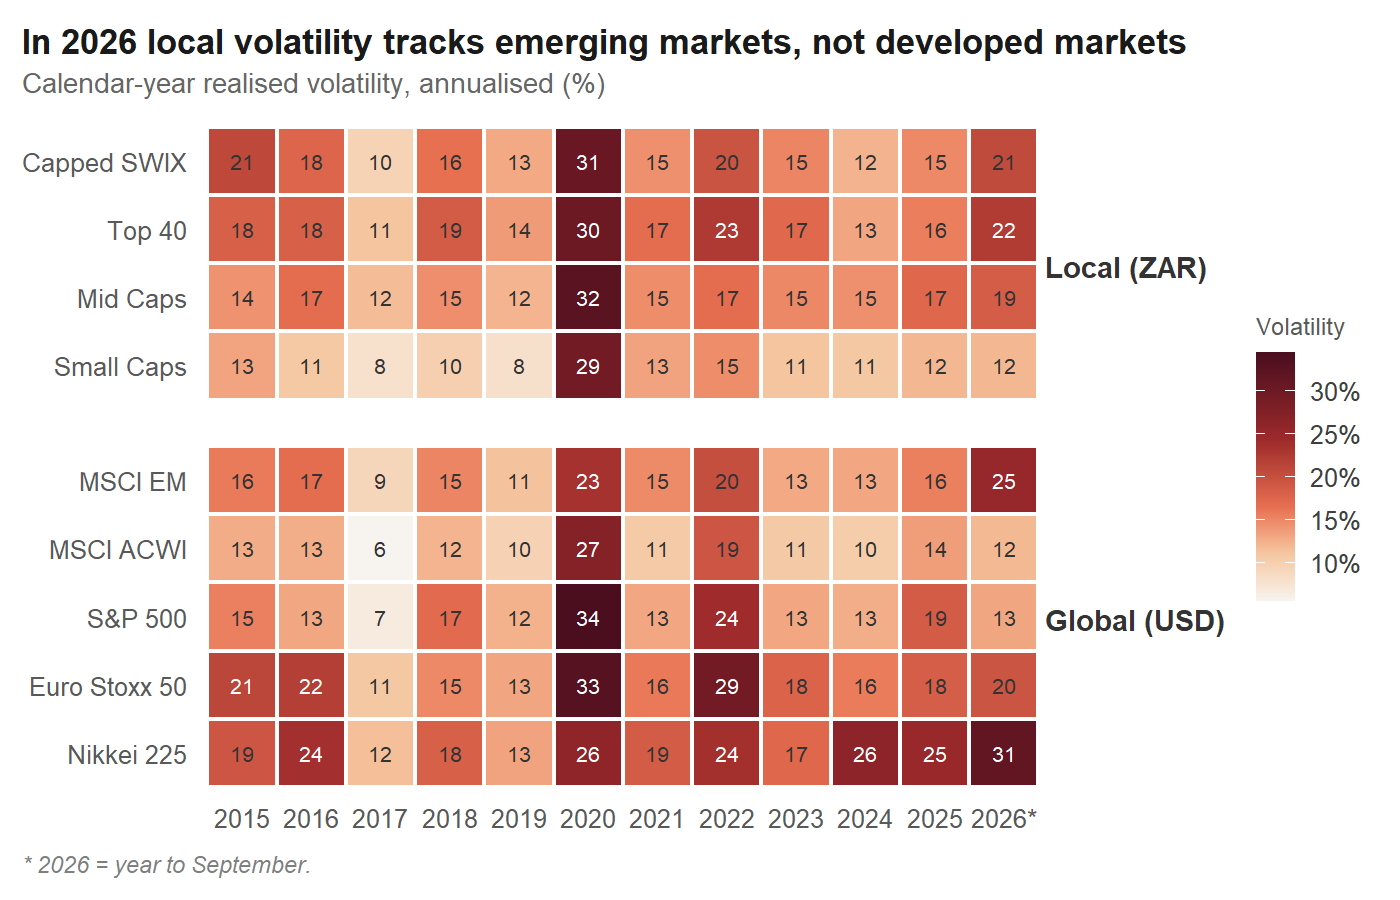 In 2026 local volatility tracks emerging markets, not developed markets
Calendar-year realised volatility, annualised (%)
Capped SWIX 21 18 10 16 13 31 15 20 15 12 15 21
Top 40 18 18 11 19 14 30 17 23 17 13 16 22
Mid Caps 14 17 12 15 12 32 15 17 15 15 17 19
Small Caps 13 11 8 10 8 29 13 15 11 11 12 12
Local (ZAR)
MSCI EM 16 17 9 15 11 23 15 20 13 13 16 25
MSCI ACWI 13 13 6 12 10 27 11 19 11 10 14 12
S&P 500 15 13 7 17 12 34 13 24 13 13 19 13
Euro Stoxx 50 21 22 11 15 13 33 16 29 18 16 18 20
Nikkei 225 19 24 12 18 13 26 19 24 17 26 25 31
Global (USD)
2015 2016 2017 2018 2019 2020 2021 2022 2023 2024 2025 2026*
Volatility
30%
25%
20%
15%
10%
* 2026 = year to September.